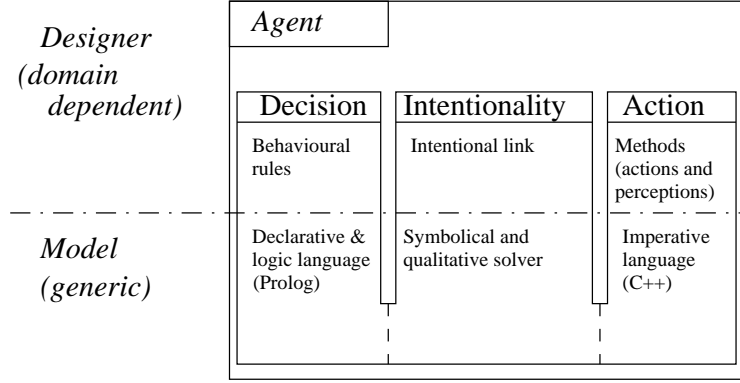 Agent
Designer
(domain
dependent)
Decision
Intentionality
Action
Behavioural
rules
Intentional link
Methods
(actions and
perceptions)
Model
(generic)
Declarative &
logic language
(Prolog)
Symbolical and
qualitative solver
Imperative
language
(C++)